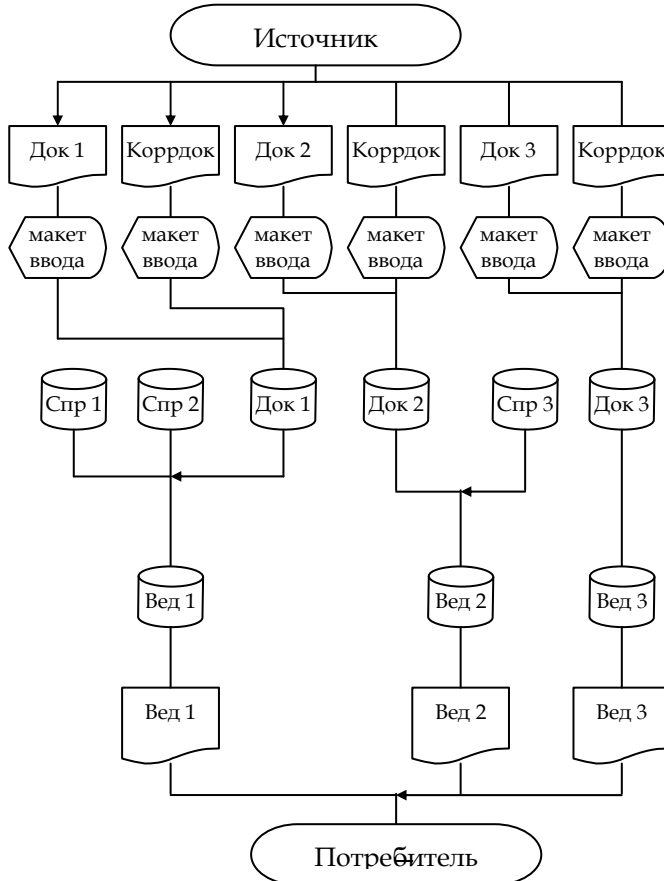 Источник
Док 1
Коррдок
Док 2
Коррдок
Док 3
Коррдок
макет
ввода
макет
ввода
макет
ввода
макет
ввода
макет
ввода
макет
ввода
Спр 1
Спр 2
Док 1
Док 2
Спр 3
Док 3
Вед 1
Вед 2
Вед 3
Вед 1
Вед 2
Вед 3
Потребитель